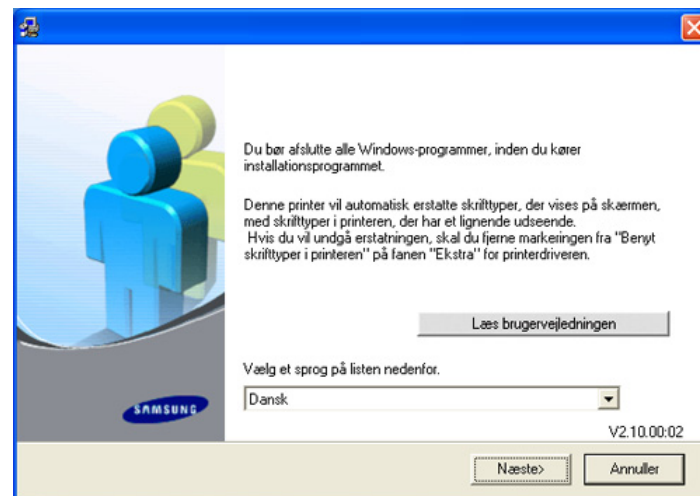 Du bør afslutte alle Windows-programmer, inden du kører
installationsprogrammet.
Denne printer vil automatisk erstatte skrifttyper, der vises på skærmen,
med skrifttyper i printeren, der har et lignende udseende.
Hvis du vil undgå erstatningen, skal du fjerne markeringen fra "Benyt
skrifttyper i printeren" på fanen "Ekstra" for printerdriveren.
Læs brugervejledningen
Vælg et sprog på listen nedenfor.
Dansk
SAMSUNG
V2.10.00:02
Næste>
Annuller